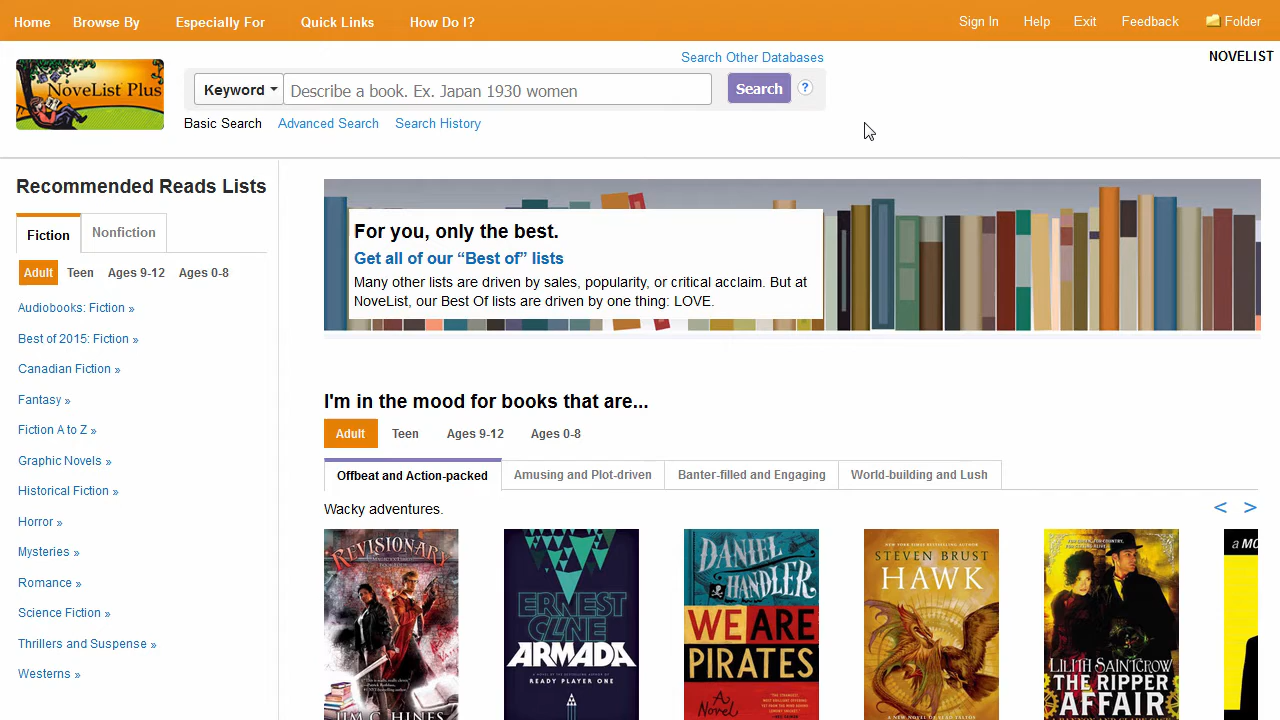 Home Browse By Especially For Quick Links How Do I? Sign In Help Exit Feedback Folder
Search Other Databases
NOVELIST
NoveList Plus
Keyword Describe a book. Ex. Japan 1930 women Search ?
Basic Search Advanced Search Search History
Recommended Reads Lists
Fiction Nonfiction
Adult Teen Ages 9-12 Ages 0-8
Audiobooks: Fiction »
Best of 2015: Fiction »
Canadian Fiction »
Fantasy »
Fiction A to Z »
Graphic Novels »
Historical Fiction »
Horror »
Mysteries »
Romance »
Science Fiction »
Thrillers and Suspense »
Westerns »
For you, only the best.
Get all of our “Best of” lists
Many other lists are driven by sales, popularity, or critical acclaim. But at
NoveList, our Best Of lists are driven by one thing: LOVE.
I'm in the mood for books that are...
Adult Teen Ages 9-12 Ages 0-8
Offbeat and Action-packed Amusing and Plot-driven Banter-filled and Engaging World-building and Lush
Wacky adventures.
< >
REVISIONARY
JIM C. HINES
ERNEST
CLINE
ARMADA
READY PLAYER ONE
DANIEL
HANDLER
WE ARE
PIRATES
A Novel
STEVEN BRUST
HAWK
LILITH SAINTCROW
THE RIPPER
AFFAIR
a